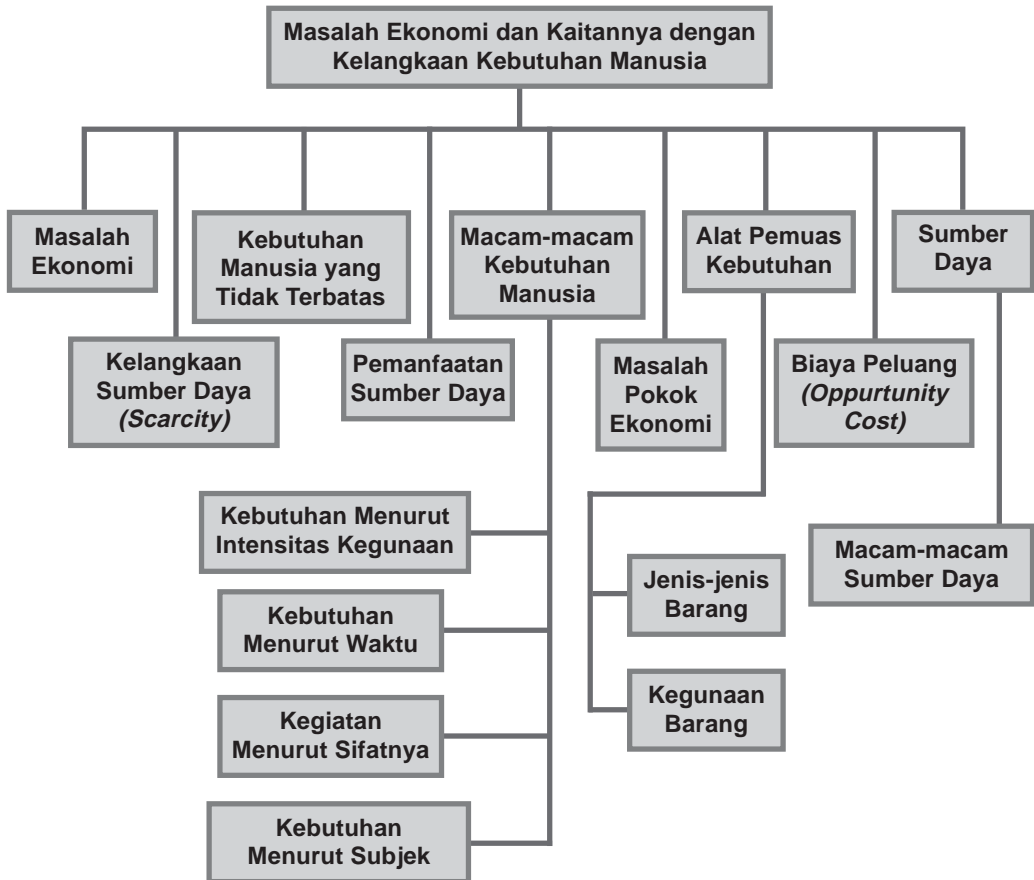 Masalah Ekonomi dan Kaitannya dengan
Kelangkaan Kebutuhan Manusia
Masalah
Ekonomi
Kelangkaan
Sumber Daya
(Scarcity)
Kebutuhan
Manusia yang
Tidak Terbatas
Pemanfaatan
Sumber Daya
Macam-macam
Kebutuhan
Manusia
Masalah
Pokok
Ekonomi
Alat Pemuas
Kebutuhan
Biaya Peluang
(Oppurtunity
Cost)
Sumber
Daya
Kebutuhan Menurut
Intensitas Kegunaan
Kebutuhan
Menurut Waktu
Kegiatan
Menurut Sifatnya
Kebutuhan
Menurut Subjek
Jenis-jenis
Barang
Kegunaan
Barang
Macam-macam
Sumber Daya